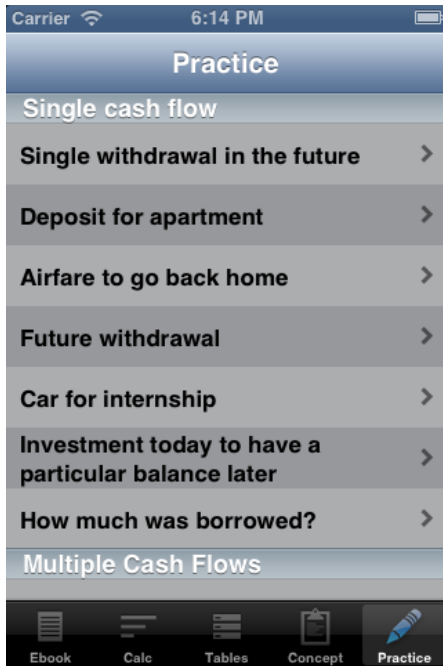 Carrier 6:14 PM
Practice
Single cash flow
Single withdrawal in the future
Deposit for apartment
Airfare to go back home
Future withdrawal
Car for internship
Investment today to have a
particular balance later
How much was borrowed?
Multiple Cash Flows
Ebook Calc Tables Concept Practice